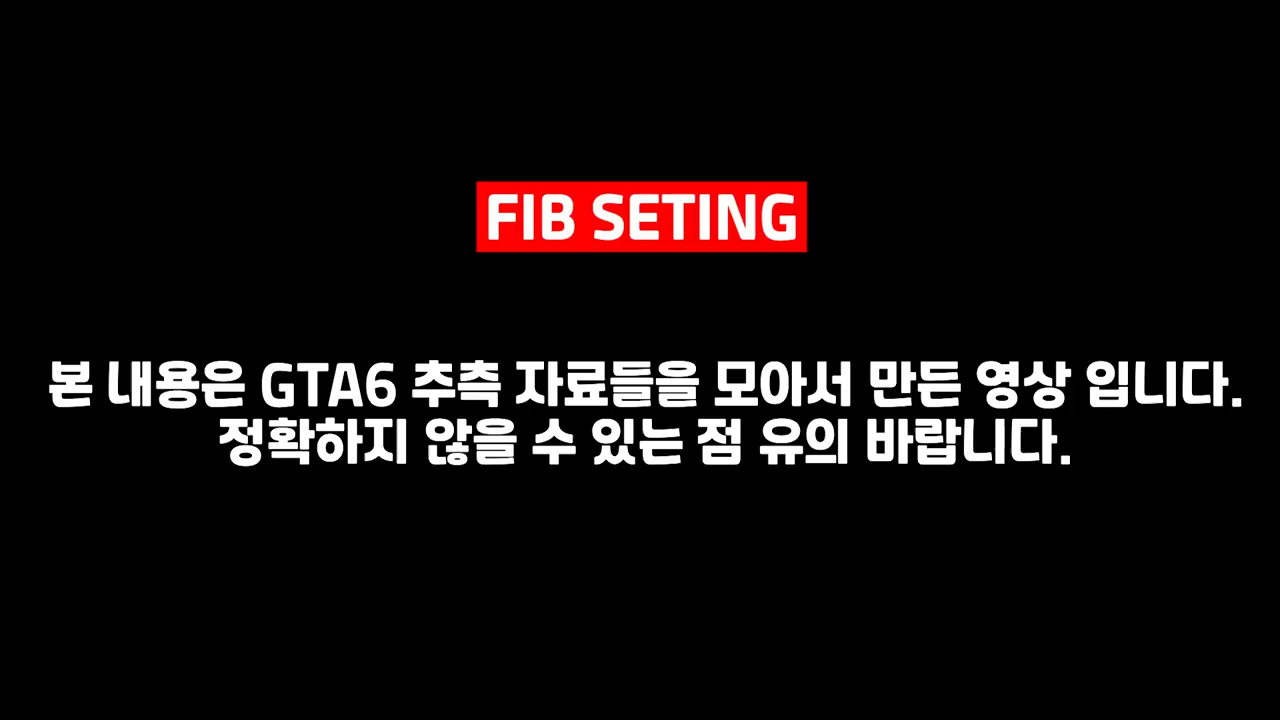 FIB SETING
본 내용은 GTA6 추측 자료들을 모아서 만든 영상 입니다.
정확하지 않을 수 있는 점 유의 바랍니다.